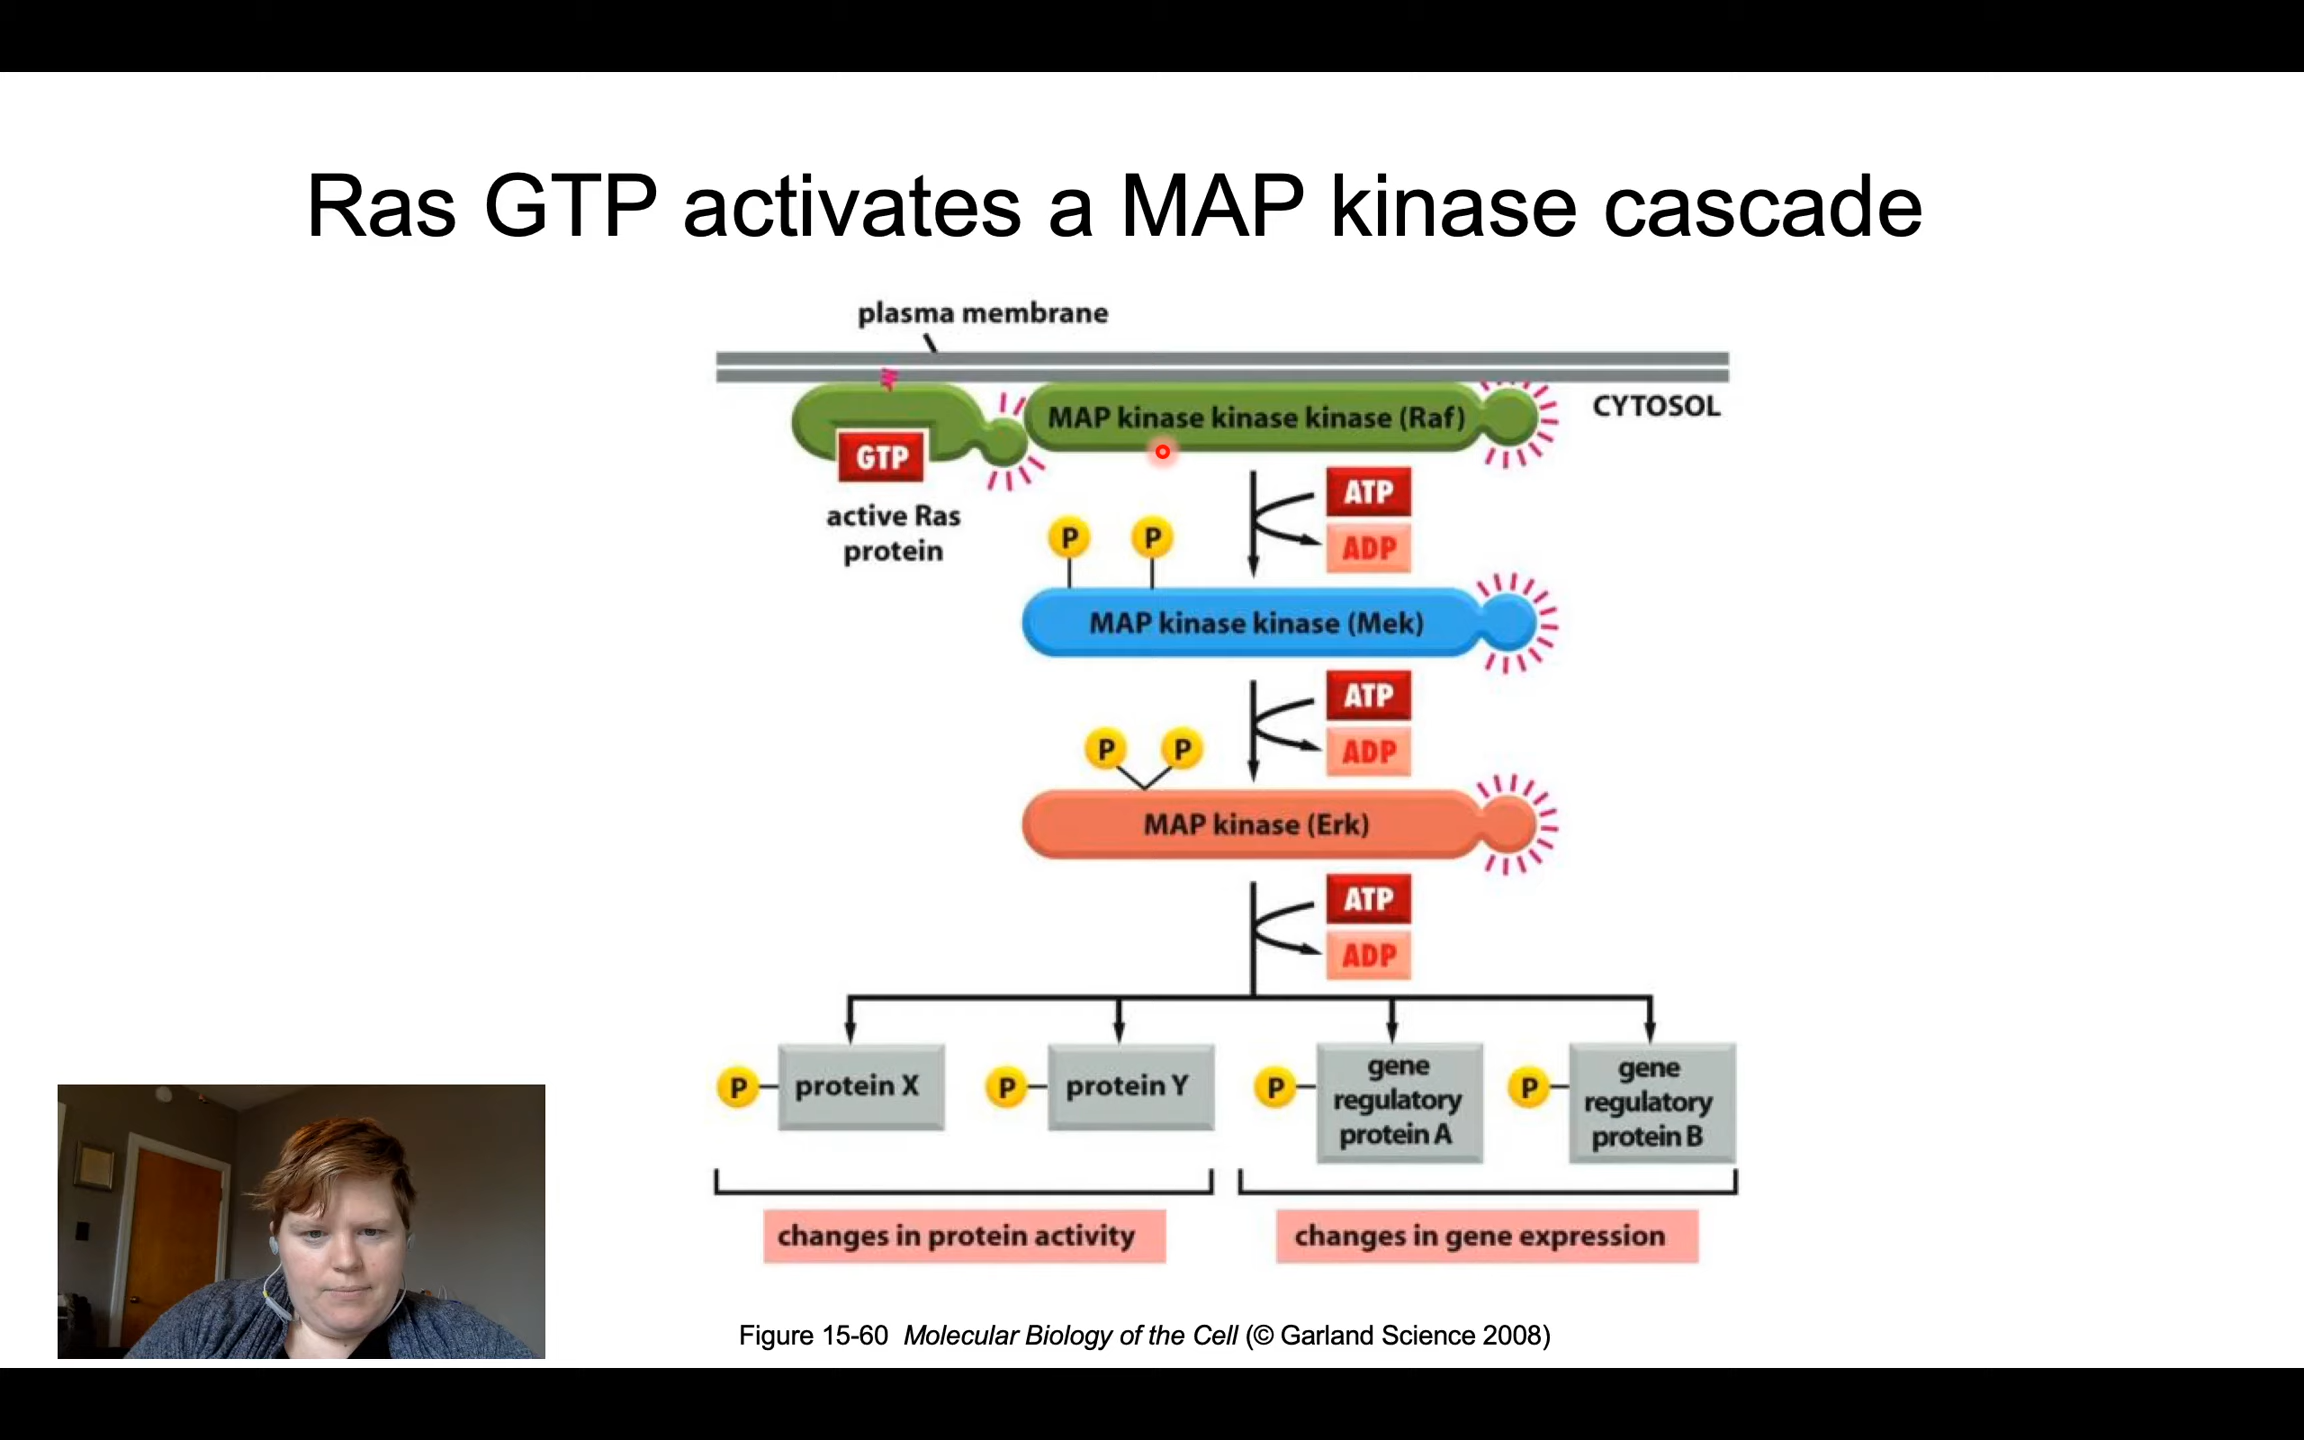 Ras GTP activates a MAP kinase cascade
plasma membrane
MAP kinase kinase kinase (Raf)
CYTOSOL
GTP
active Ras
protein
ATP
ADP
P P
MAP kinase kinase (Mek)
ATP
ADP
P P
MAP kinase (Erk)
ATP
ADP
P protein X
P protein Y
P gene
regulatory
protein A
P gene
regulatory
protein B
changes in protein activity
changes in gene expression
Figure 15-60 Molecular Biology of the Cell (© Garland Science 2008)